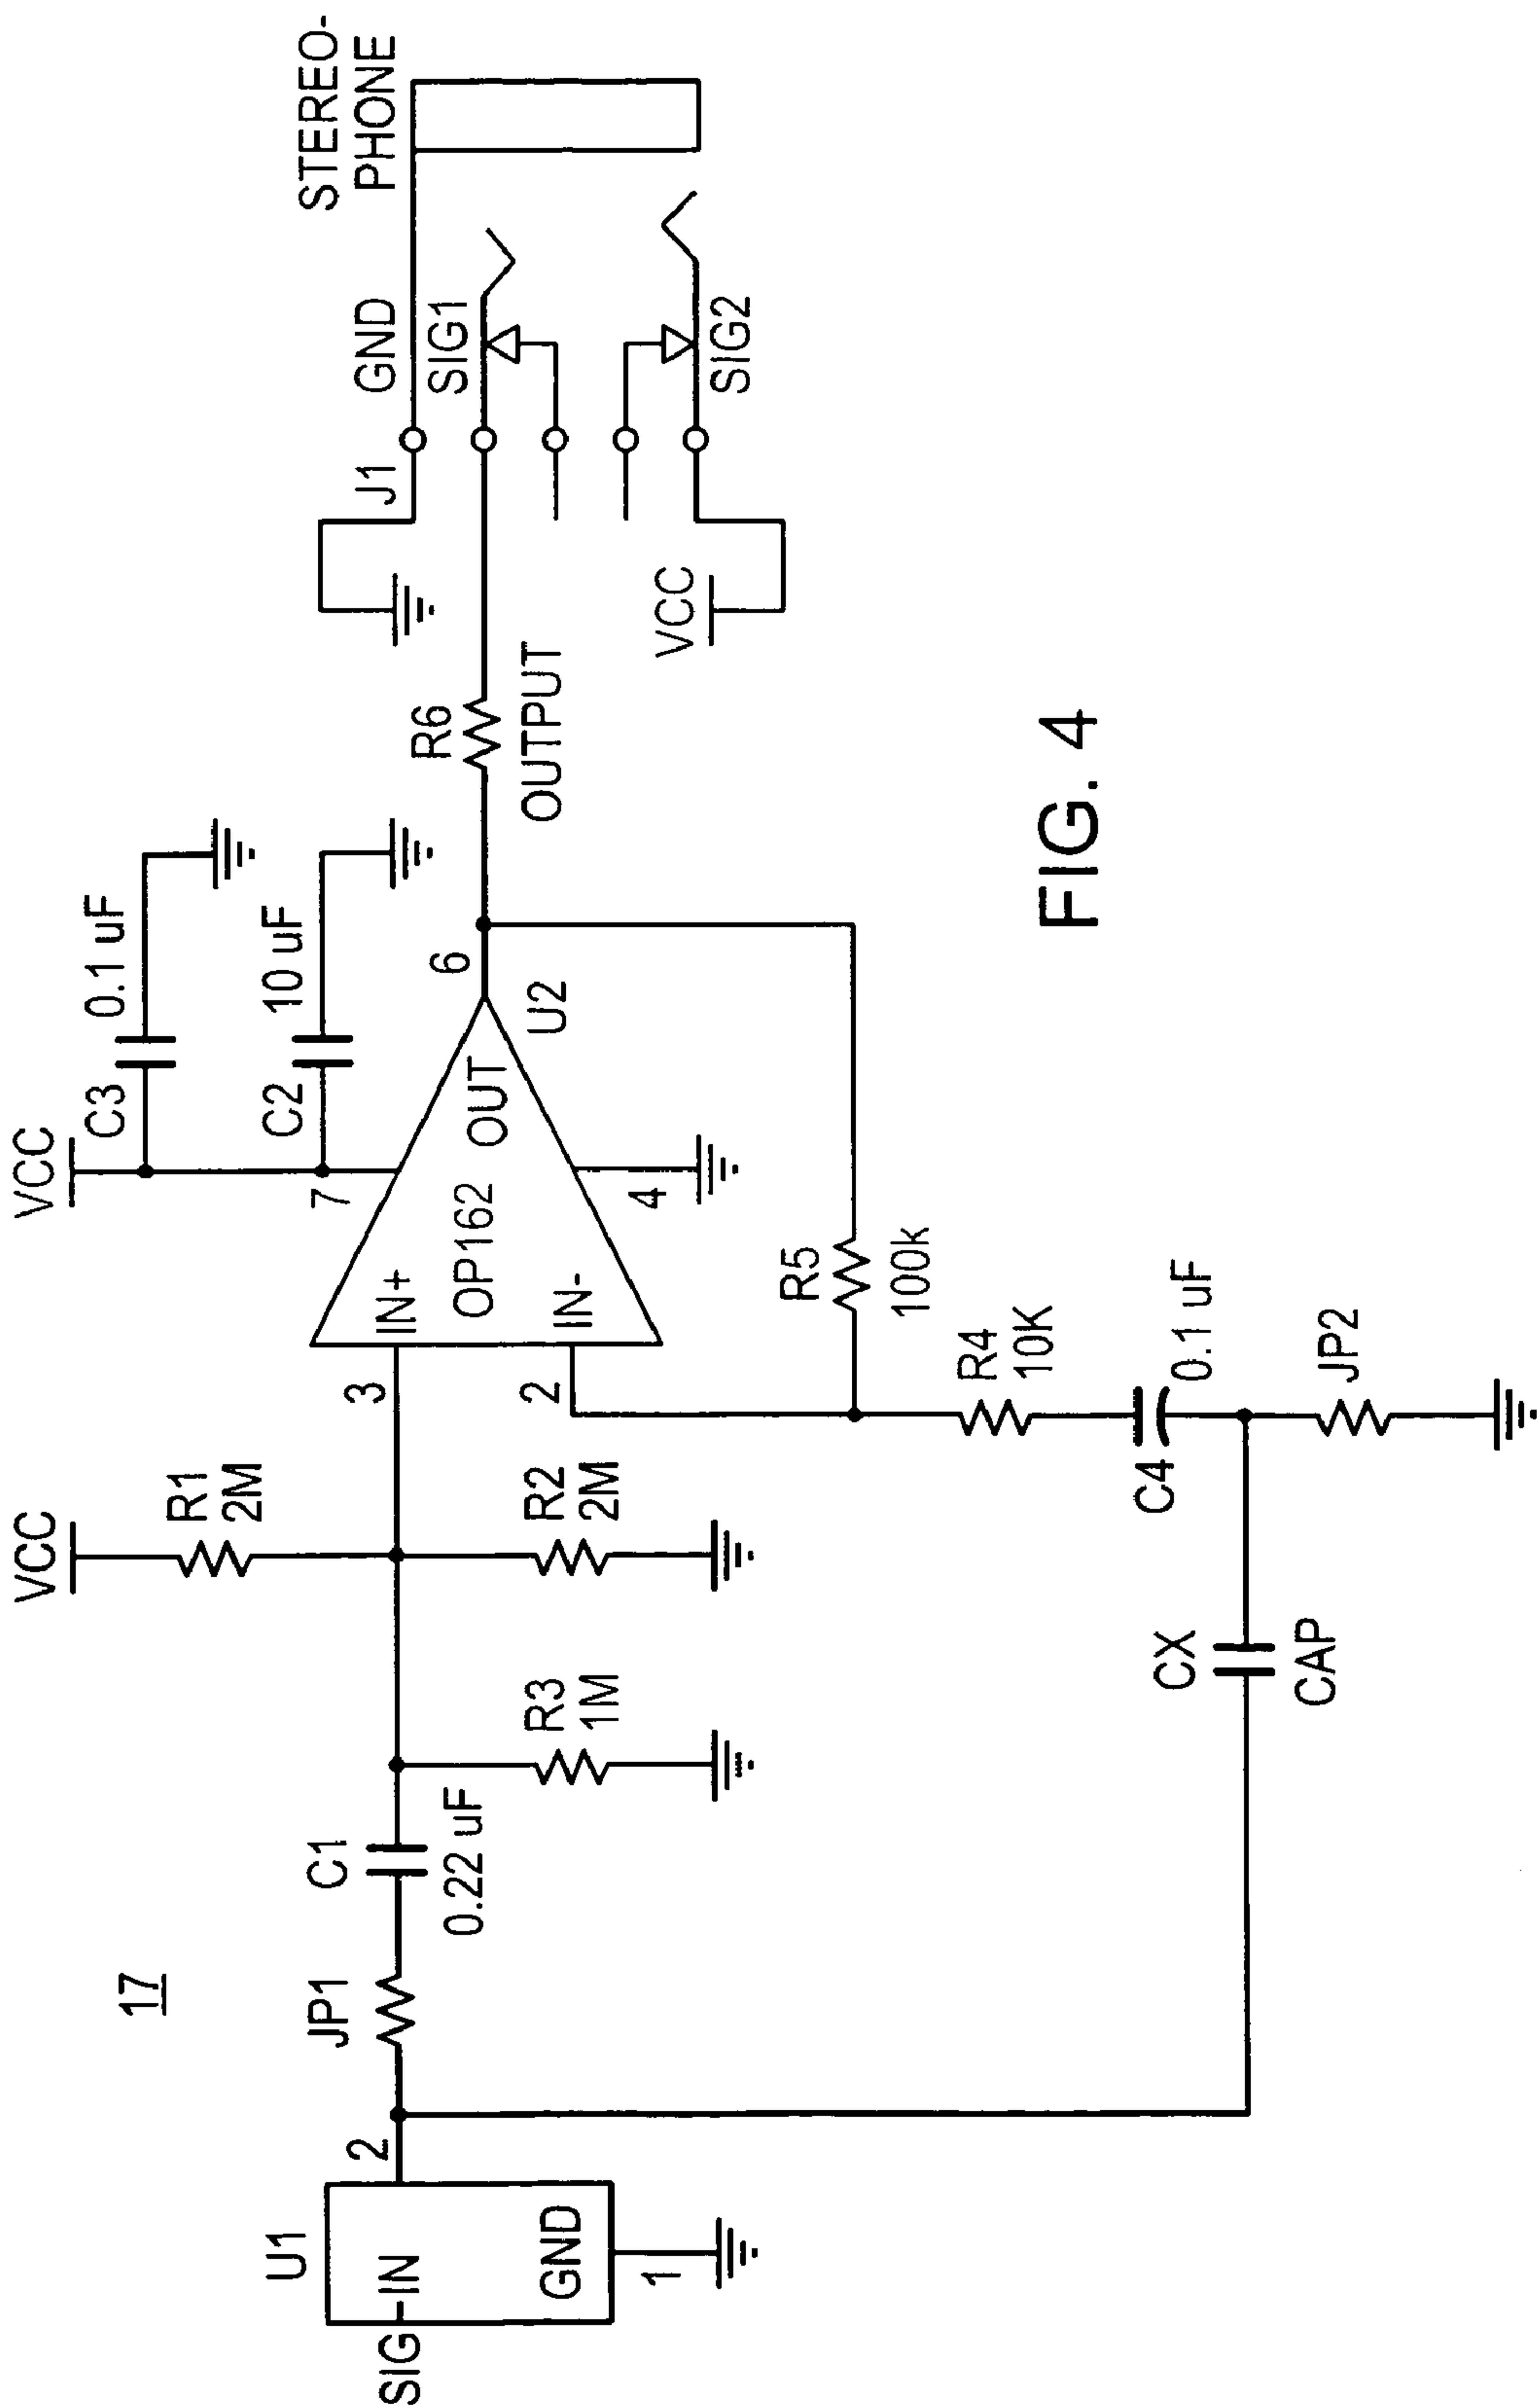 17
U1
SIG-IN
GND
1
2
JP1
C1
0.22 uF
R3
1M
VCC
R1
2M
R2
2M
3
2
IN+
IN-
OP162
OUT
U2
7
4
6
VCC
C3
0.1 uF
C2
10 uF
R5
100k
R4
10K
C4
0.1 uF
JP2
CX
CAP
R6
OUTPUT
J1
GND
SIG1
SIG2
VCC
STEREO-
PHONE
FIG. 4